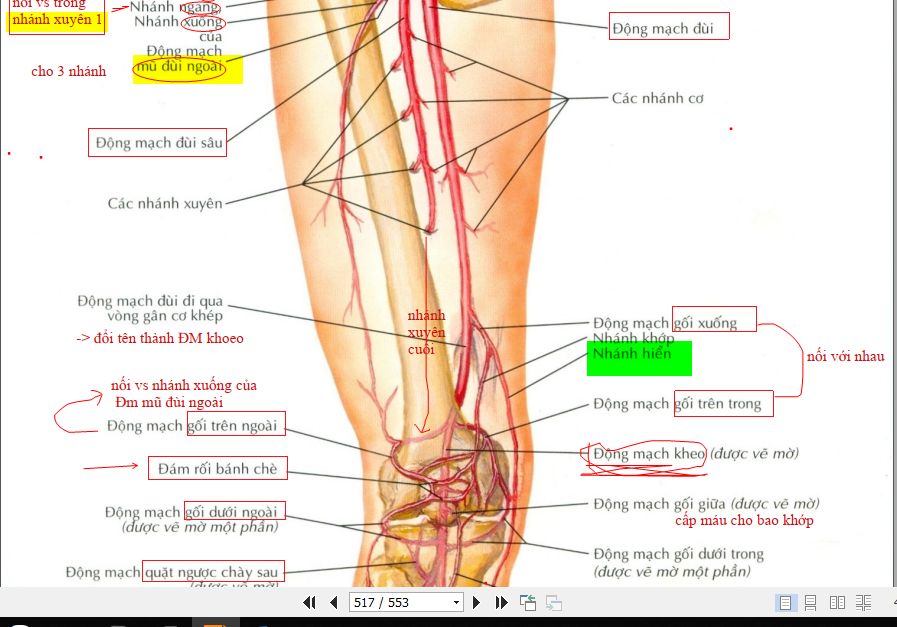 nối vs trong
nhánh xuyên 1
Nhánh ngang
Nhánh xuống
của
Động mạch
mũ đùi ngoài
cho 3 nhánh
Động mạch đùi
Các nhánh cơ
Động mạch đùi sâu
Các nhánh xuyên
Động mạch đùi đi qua
vòng gân cơ khép
-> đổi tên thành ĐM khoeo
nhánh
xuyên
cuối
Động mạch gối xuống
Nhánh khớp
Nhánh hiển
nối với nhau
nối vs nhánh xuống của
Đm mũ đùi ngoài
Động mạch gối trên trong
Động mạch gối trên ngoài
Động mạch kheo (được vẽ mờ)
Đám rối bánh chè
Động mạch gối giữa (được vẽ mờ)
cấp máu cho bao khớp
Động mạch gối dưới ngoài
(được vẽ mờ một phần)
Động mạch gối dưới trong
(được vẽ mờ một phần)
Động mạch quặt ngược chày sau
(được vẽ mờ)
517 / 553